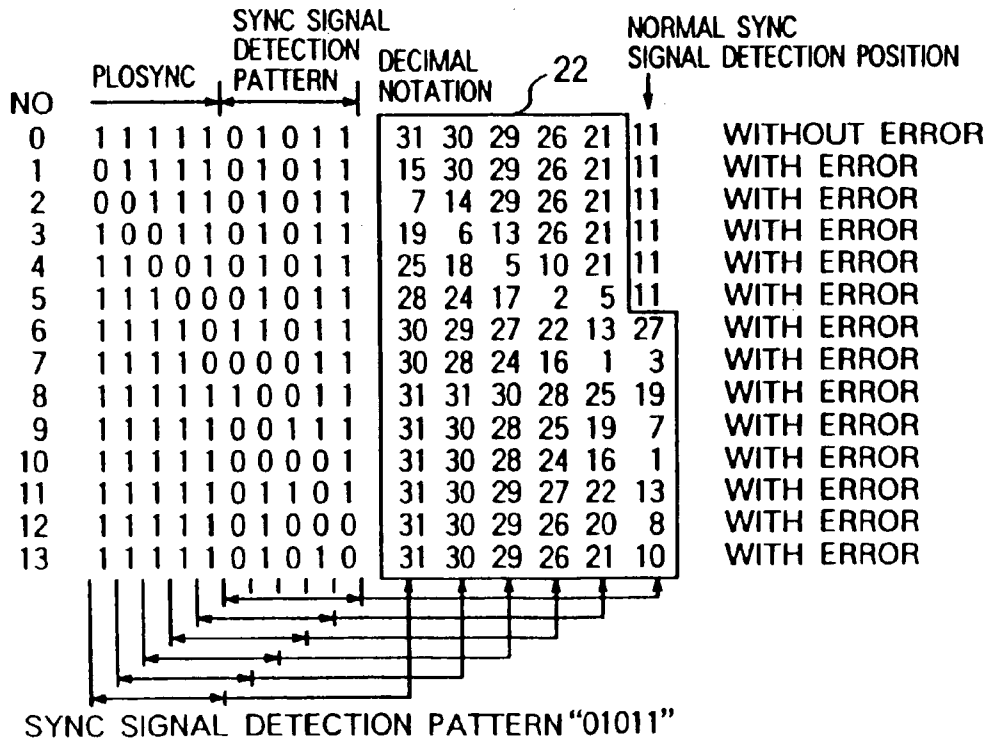 SYNC SIGNAL
DETECTION
PATTERN
NORMAL SYNC
SIGNAL DETECTION POSITION
PLOSYNC
DECIMAL
NOTATION
22
NO
0 1 1 1 1 1 0 1 0 1 1 31 30 29 26 21 11 WITHOUT ERROR
1 0 1 1 1 1 0 1 0 1 1 15 30 29 26 21 11 WITH ERROR
2 0 0 1 1 1 0 1 0 1 1 7 14 29 26 21 11 WITH ERROR
3 1 0 0 1 1 0 1 0 1 1 19 6 13 26 21 11 WITH ERROR
4 1 1 0 0 1 0 1 0 1 1 25 18 5 10 21 11 WITH ERROR
5 1 1 1 0 0 0 1 0 1 1 28 24 17 2 5 11 WITH ERROR
6 1 1 1 1 0 1 1 0 1 1 30 29 27 22 13 27 WITH ERROR
7 1 1 1 1 0 0 0 0 1 1 30 28 24 16 1 3 WITH ERROR
8 1 1 1 1 1 1 0 0 1 1 31 31 30 28 25 19 WITH ERROR
9 1 1 1 1 1 0 0 1 1 1 31 30 28 25 19 7 WITH ERROR
10 1 1 1 1 1 0 0 0 0 1 31 30 28 24 16 1 WITH ERROR
11 1 1 1 1 1 0 1 1 0 1 31 30 29 27 22 13 WITH ERROR
12 1 1 1 1 1 0 1 0 0 0 31 30 29 26 20 8 WITH ERROR
13 1 1 1 1 1 0 1 0 1 0 31 30 29 26 21 10 WITH ERROR
SYNC SIGNAL DETECTION PATTERN "01011"